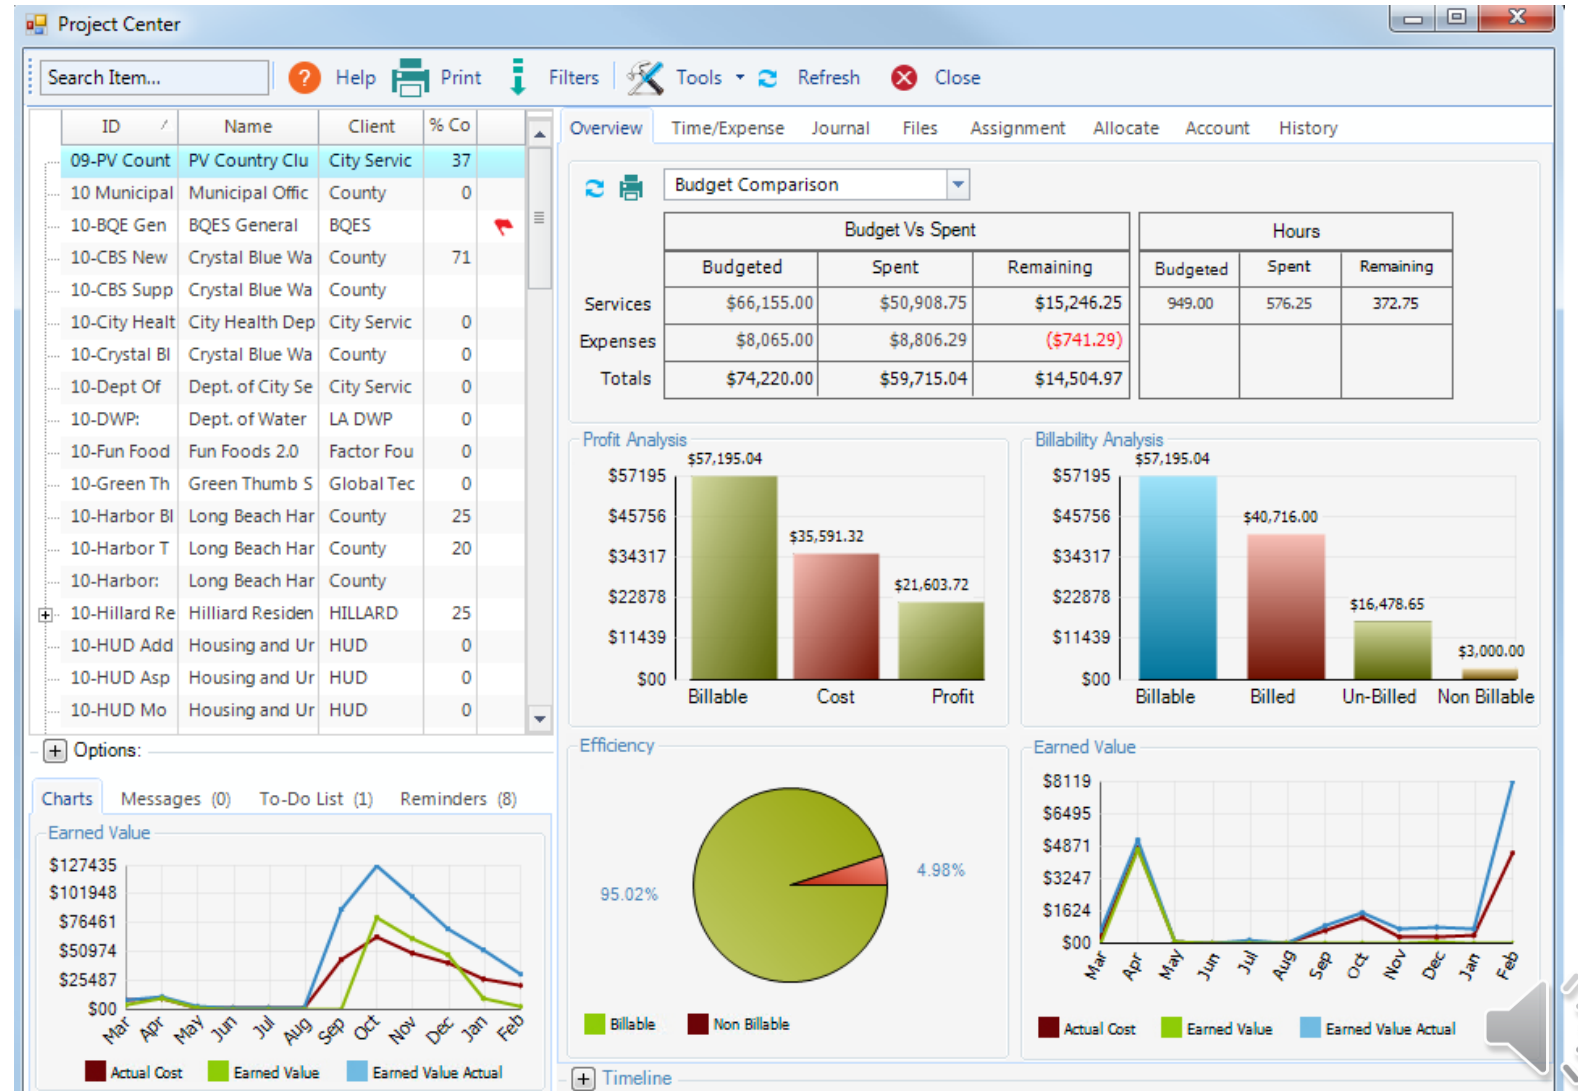 Project Center
Search Item... Help Print Filters Tools Refresh Close
ID Name Client % Co
09-PV Count PV Country Clu City Servic 37
10 Municipal Municipal Offic County 0
10-BQE Gen BQES General BQES
10-CBS New Crystal Blue Wa County 71
10-CBS Supp Crystal Blue Wa County
10-City Healt City Health Dep City Servic 0
10-Crystal Bl Crystal Blue Wa County 0
10-Dept Of Dept. of City Se City Servic 0
10-DWP: Dept. of Water LA DWP 0
10-Fun Food Fun Foods 2.0 Factor Fou 0
10-Green Th Green Thumb S Global Tec 0
10-Harbor Bl Long Beach Har County 25
10-Harbor T Long Beach Har County 20
10-Harbor: Long Beach Har County
10-Hillard Re Hilliard Residen HILLARD 25
10-HUD Add Housing and Ur HUD 0
10-HUD Asp Housing and Ur HUD 0
10-HUD Mo Housing and Ur HUD 0
Options:
Charts Messages (0) To-Do List (1) Reminders (8)
Earned Value
$127435
$101948
$76461
$50974
$25487
$00
Mar Apr May Jun Jul Aug Sep Oct Nov Dec Jan Feb
Actual Cost Earned Value Earned Value Actual
Overview Time/Expense Journal Files Assignment Allocate Account History
Budget Comparison
Budget Vs Spent Hours
Budgeted Spent Remaining Budgeted Spent Remaining
Services $66,155.00 $50,908.75 $15,246.25 949.00 576.25 372.75
Expenses $8,065.00 $8,806.29 ($741.29)
Totals $74,220.00 $59,715.04 $14,504.97
Profit Analysis
$57,195.04
$57195
$45756
$35,591.32
$34317
$21,603.72
$22878
$11439
$00
Billable Cost Profit
Billability Analysis
$57,195.04
$57195
$45756 $40,716.00
$34317
$22878 $16,478.65
$11439
$3,000.00
$00
Billable Billed Un-Billed Non Billable
Efficiency
4.98%
95.02%
Billable Non Billable
Earned Value
$8119
$6495
$4871
$3247
$1624
$00
Mar Apr May Jun Jul Aug Sep Oct Nov Dec Jan Feb
Actual Cost Earned Value Earned Value Actual
Timeline